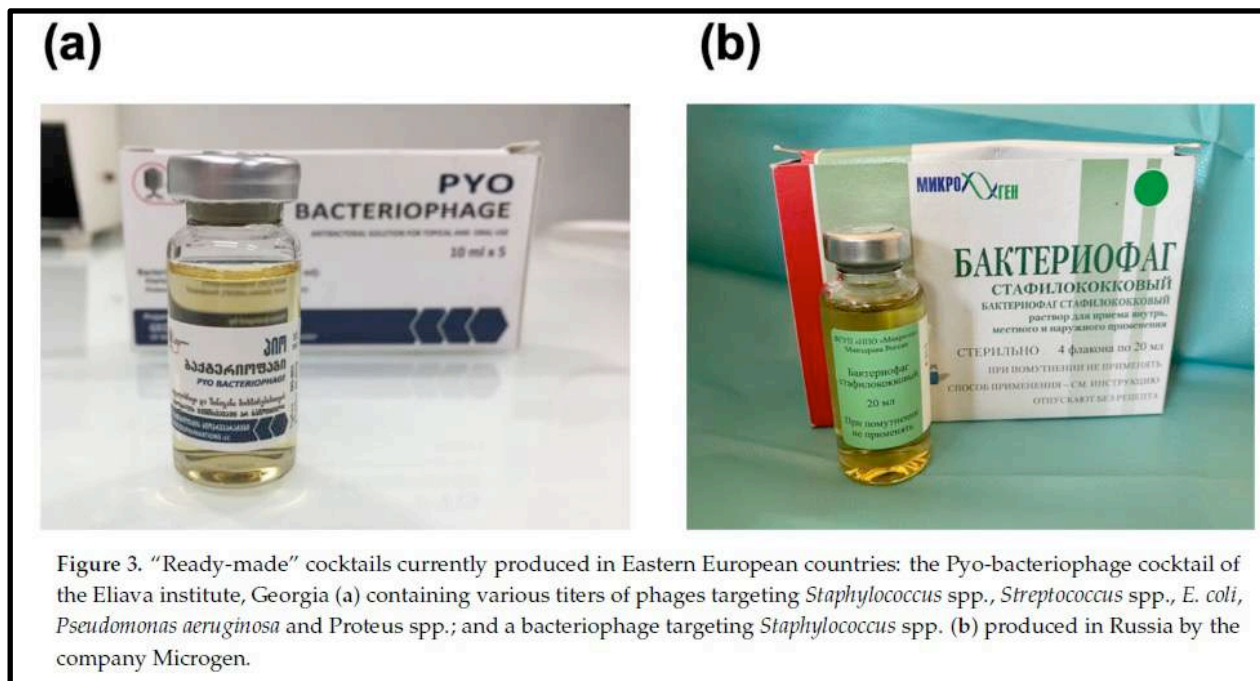 (a)
(b)
PYO
BACTERIOPHAGE
ANTIBACTERIAL SOLUTION FOR TOPICAL AND ORAL USE
10 ml x 5
პიო
ბაქტერიოფაგი
PYO BACTERIOPHAGE
МИКРОГЕН
БАКТЕРИОФАГ
СТАФИЛОКОККОВЫЙ
БАКТЕРИОФАГ СТАФИЛОКОККОВЫЙ
раствор для приема внутрь,
местного и наружного применения
СТЕРИЛЬНО 4 флакона по 20 мл
ПРИ ПОМУТНЕНИИ НЕ ПРИМЕНЯТЬ
СПОСОБ ПРИМЕНЕНИЯ – СМ. ИНСТРУКЦИЮ
ОТПУСКАЮТ БЕЗ РЕЦЕПТА
ФГУП «НПО «Микроген»
Минздрава России
Бактериофаг
стафилококковый
20 мл
При помутнении
не применять
Figure 3. “Ready-made” cocktails currently produced in Eastern European countries: the Pyo-bacteriophage cocktail of
the Eliava institute, Georgia (a) containing various titers of phages targeting Staphylococcus spp., Streptococcus spp., E. coli,
Pseudomonas aeruginosa and Proteus spp.; and a bacteriophage targeting Staphylococcus spp. (b) produced in Russia by the
company Microgen.